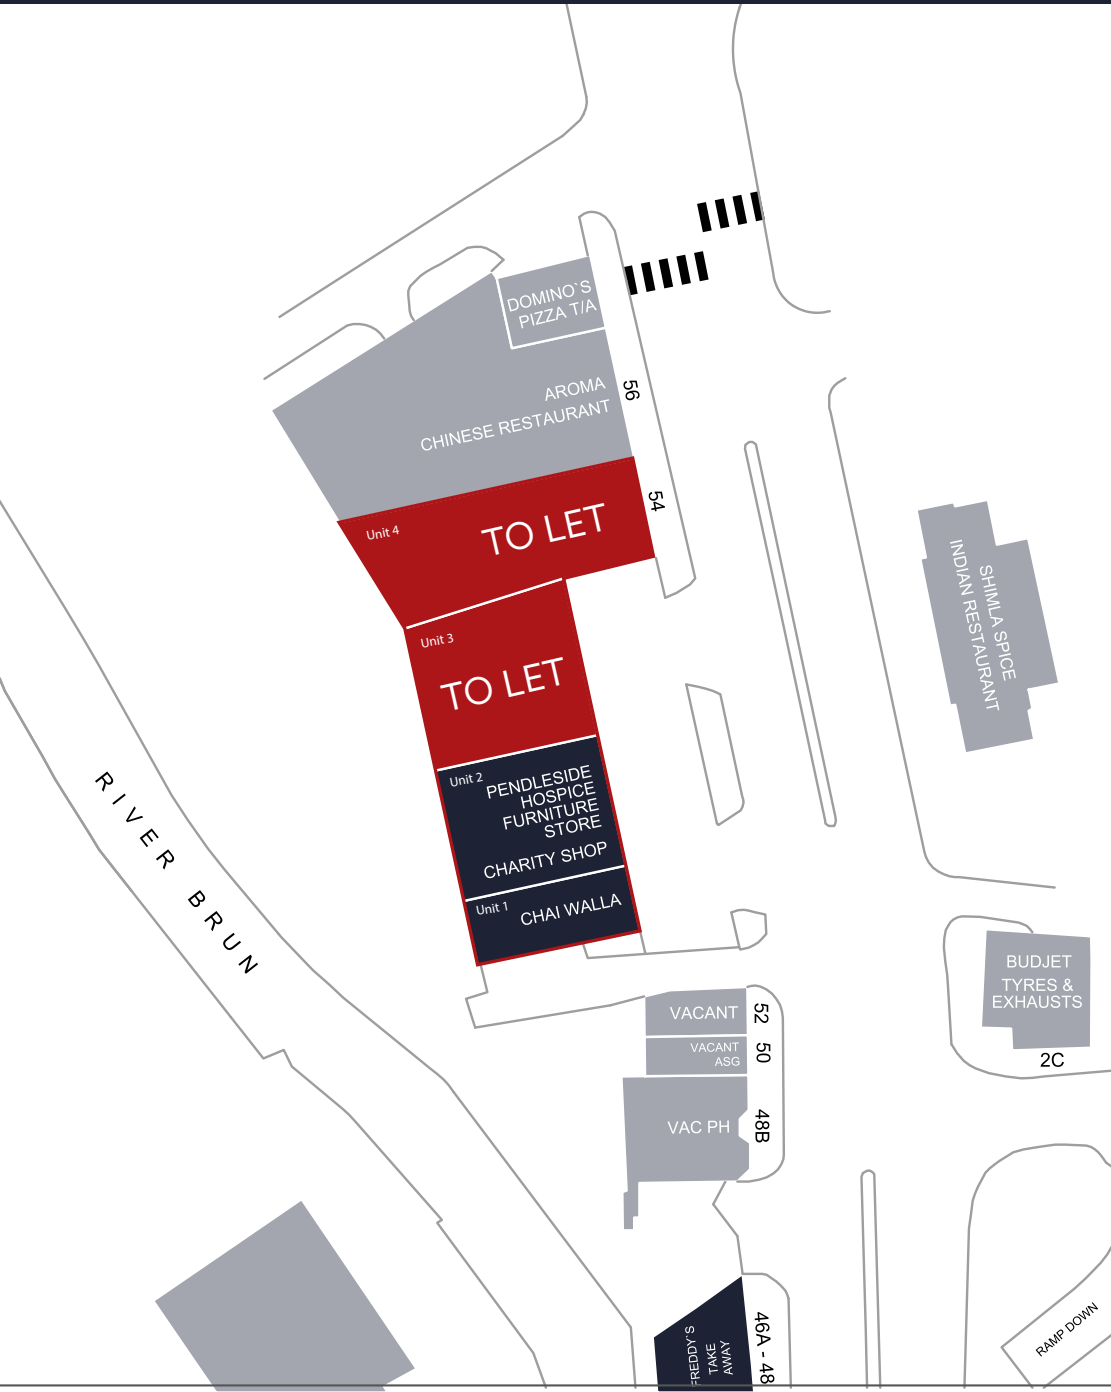 DOMINO`S
PIZZA T/A
AROMA
CHINESE RESTAURANT
56
54
Unit 4
TO LET
Unit 3
TO LET
Unit 2
PENDLESIDE
HOSPICE
FURNITURE
STORE
CHARITY SHOP
Unit 1
CHAI WALLA
SHIMLA SPICE
INDIAN RESTAURANT
RIVER BRUN
BUDJET
TYRES &
EXHAUSTS
2C
VACANT
52
VACANT
ASG
50
VAC PH
48B
FREDDY`S
TAKE
AWAY
46A - 48
RAMP DOWN